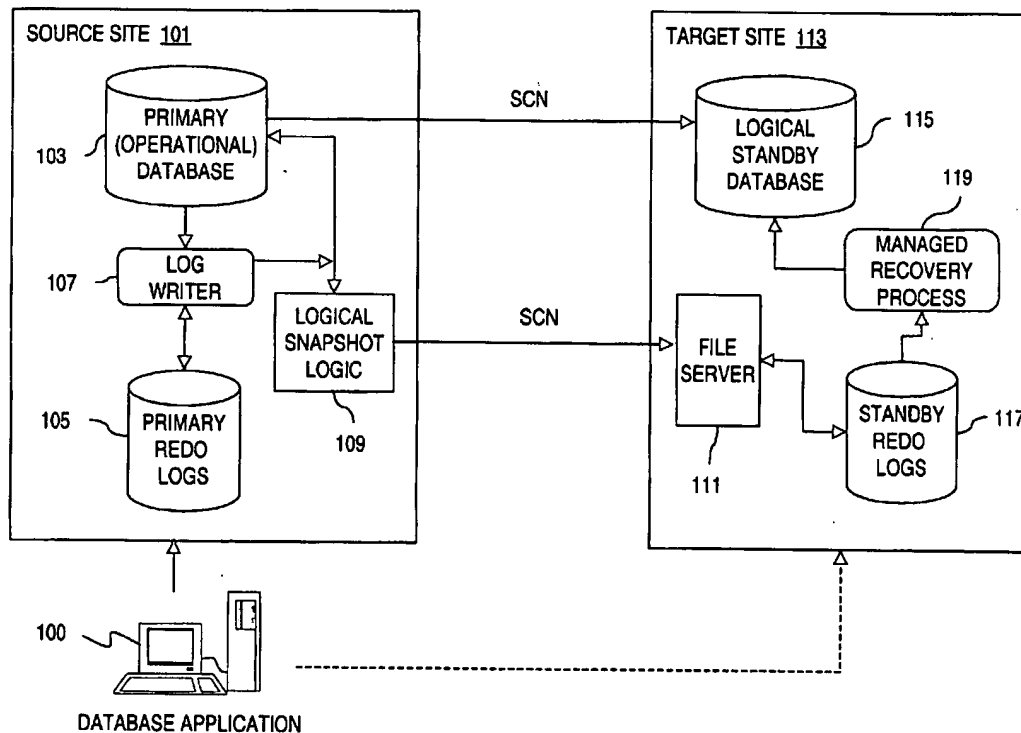 SOURCE SITE 101
PRIMARY
(OPERATIONAL)
DATABASE
103
LOG
WRITER
107
LOGICAL
SNAPSHOT
LOGIC
109
105
PRIMARY
REDO
LOGS
SCN
SCN
TARGET SITE 113
LOGICAL
STANDBY
DATABASE
115
119
MANAGED
RECOVERY
PROCESS
FILE
SERVER
111
STANDBY
REDO
LOGS
117
100
DATABASE APPLICATION